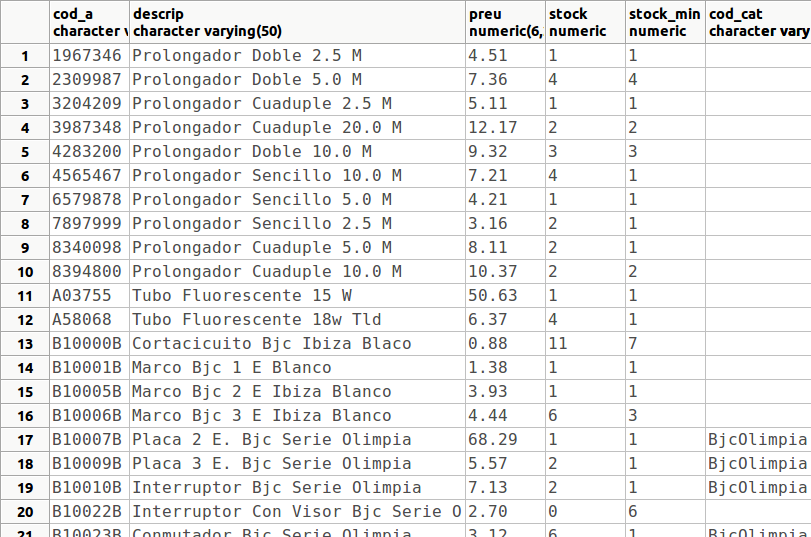 cod_a descrip preu stock stock_min cod_cat
character v character varying(50) numeric(6, numeric numeric character vary
1 1967346 Prolongador Doble 2.5 M 4.51 1 1
2 2309987 Prolongador Doble 5.0 M 7.36 4 4
3 3204209 Prolongador Cuaduple 2.5 M 5.11 1 1
4 3987348 Prolongador Cuaduple 20.0 M 12.17 2 2
5 4283200 Prolongador Doble 10.0 M 9.32 3 3
6 4565467 Prolongador Sencillo 10.0 M 7.21 4 1
7 6579878 Prolongador Sencillo 5.0 M 4.21 1 1
8 7897999 Prolongador Sencillo 2.5 M 3.16 2 1
9 8340098 Prolongador Cuaduple 5.0 M 8.11 2 1
10 8394800 Prolongador Cuaduple 10.0 M 10.37 2 2
11 A03755 Tubo Fluorescente 15 W 50.63 1 1
12 A58068 Tubo Fluorescente 18w Tld 6.37 4 1
13 B10000B Cortacicuito Bjc Ibiza Blaco 0.88 11 7
14 B10001B Marco Bjc 1 E Blanco 1.38 1 1
15 B10005B Marco Bjc 2 E Ibiza Blanco 3.93 1 1
16 B10006B Marco Bjc 3 E Ibiza Blanco 4.44 6 3
17 B10007B Placa 2 E. Bjc Serie Olimpia 68.29 1 1 BjcOlimpia
18 B10009B Placa 3 E. Bjc Serie Olimpia 5.57 2 1 BjcOlimpia
19 B10010B Interruptor Bjc Serie Olimpia 7.13 2 1 BjcOlimpia
20 B10022B Interruptor Con Visor Bjc Serie O 2.70 0 6
21 B10023B Conmutador Bjc Serie Olimpia 3.12 6 1 BjcOlimpia